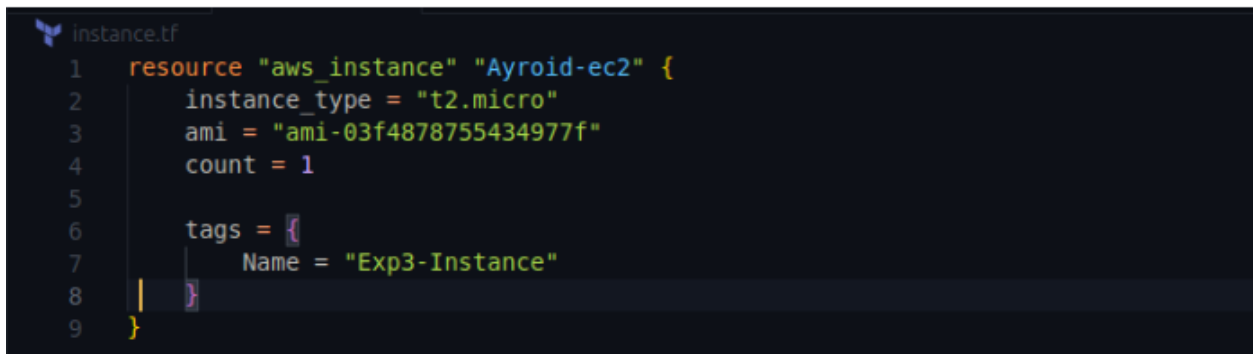 instance.tf
1 resource "aws_instance" "Ayroid-ec2" {
2 instance_type = "t2.micro"
3 ami = "ami-03f4878755434977f"
4 count = 1
5
6 tags = {
7 Name = "Exp3-Instance"
8 }
9 }